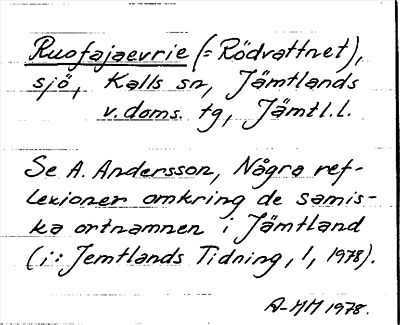 Ruofajaevrie (= Rödvattnet),
sjö, Kalls sn, Jämtlands
v. doms. tg, Jämtl. l.
Se A. Andersson, Några ref-
lexioner omkring de samis-
ka ortnamnen i Jämtland
(i: Jemtlands Tidning, 1, 1978).
A-MM 1978.